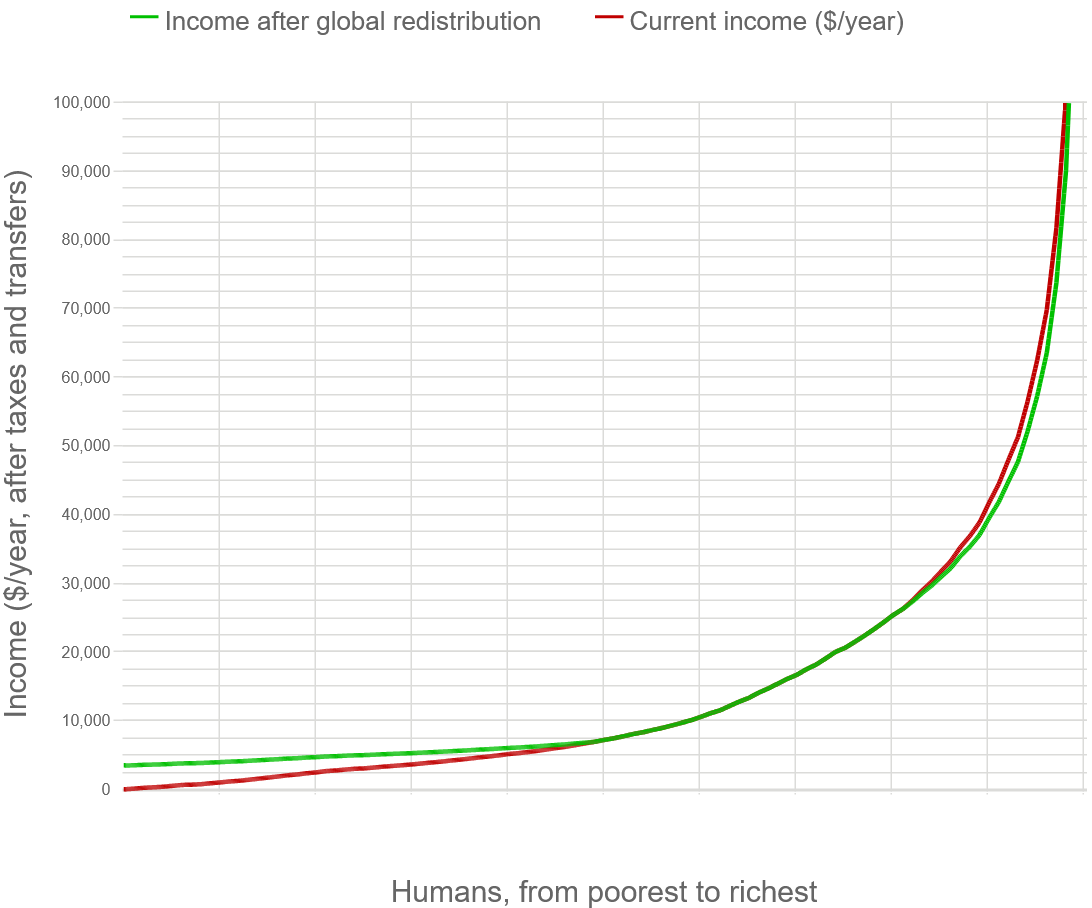 Income after global redistribution
Current income ($/year)
Income ($/year, after taxes and transfers)
100,000
90,000
80,000
70,000
60,000
50,000
40,000
30,000
20,000
10,000
0
Humans, from poorest to richest